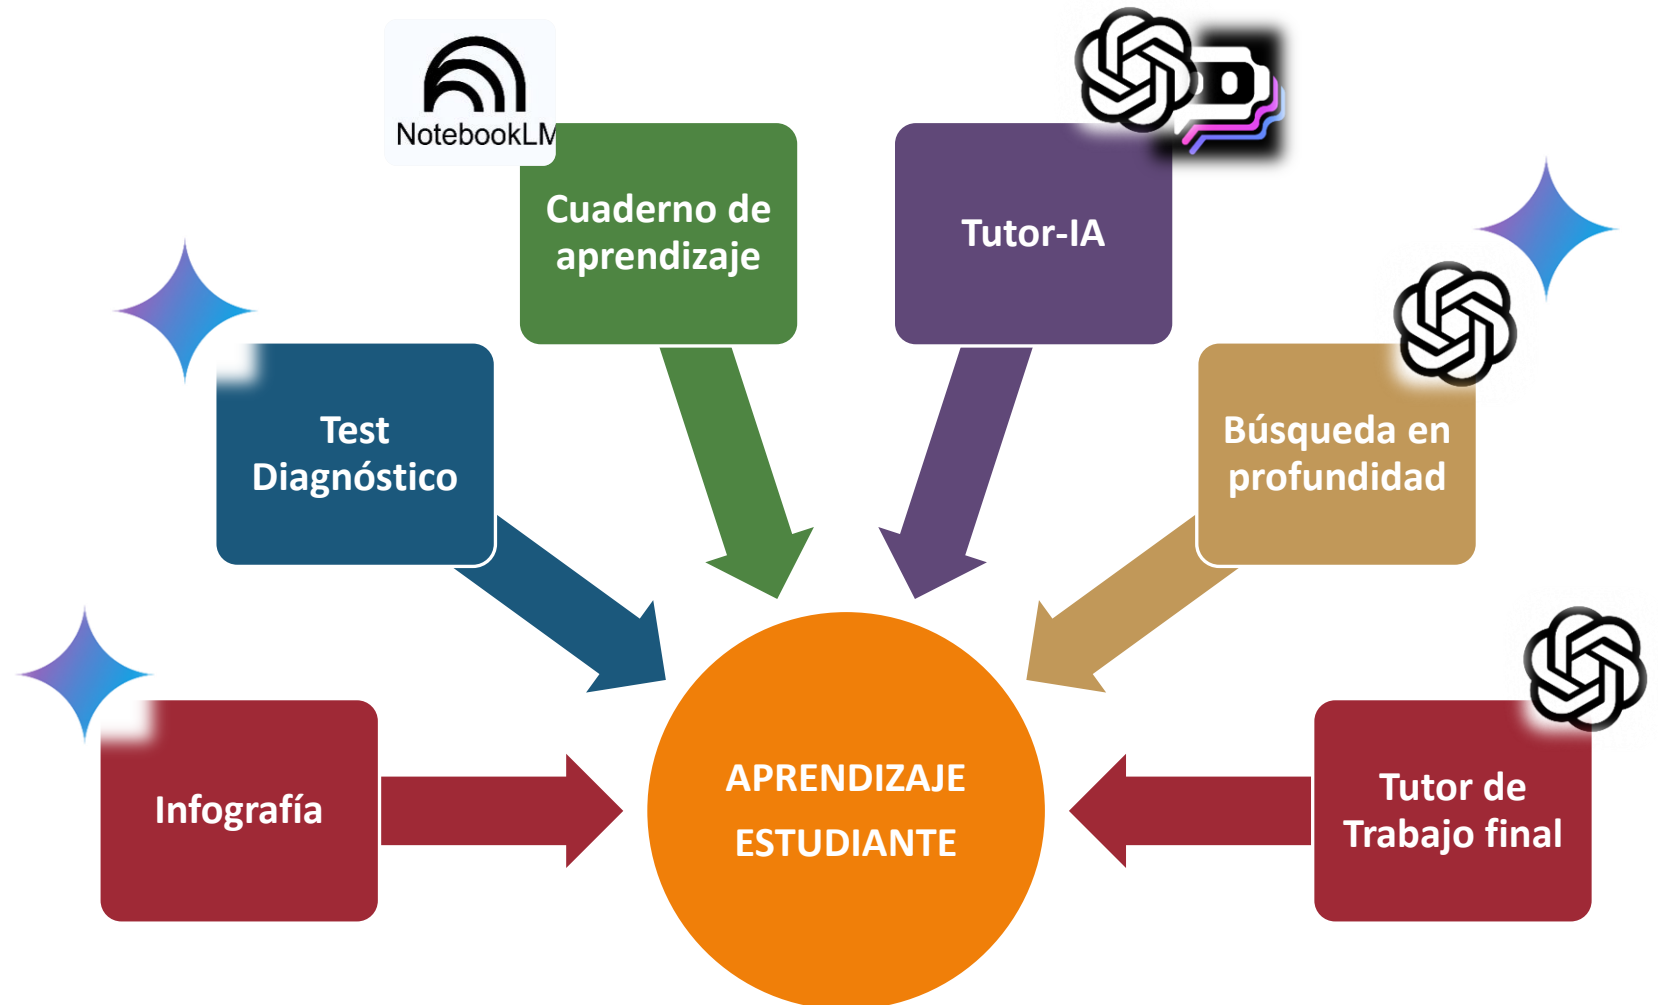 NotebookLM
Cuaderno de
aprendizaje
Tutor-IA
Test
Diagnóstico
Búsqueda en
profundidad
Infografía
APRENDIZAJE
ESTUDIANTE
Tutor de
Trabajo final